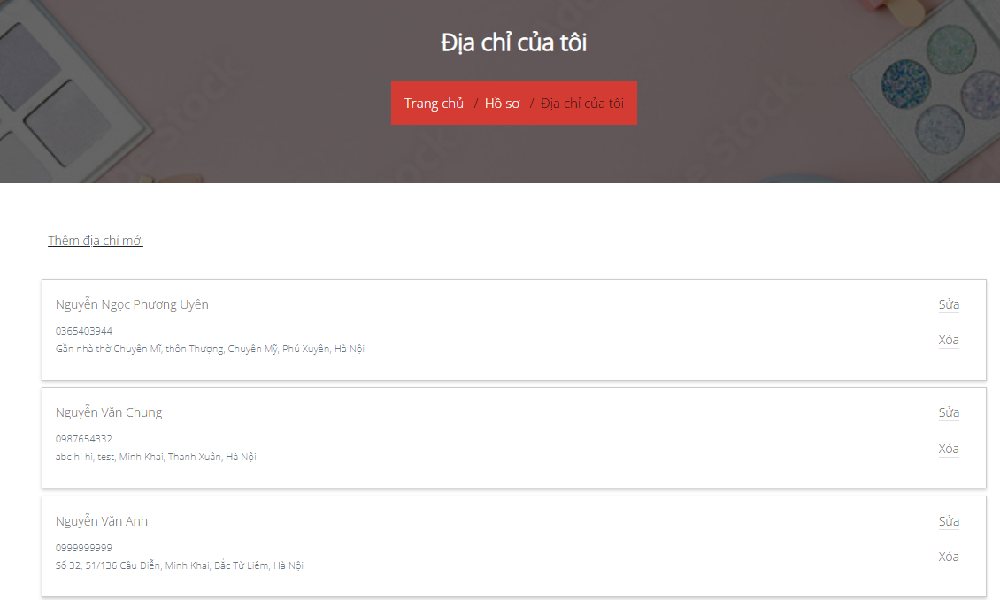 Địa chỉ của tôi
Trang chủ / Hồ sơ / Địa chỉ của tôi
Thêm địa chỉ mới
Nguyễn Ngọc Phương Uyên
Sửa
0365403944
Xóa
Gần nhà thờ Chuyên Mĩ, thôn Thượng, Chuyên Mỹ, Phú Xuyên, Hà Nội
Nguyễn Văn Chung
Sửa
0987654332
Xóa
abc hi hi, test, Minh Khai, Thanh Xuân, Hà Nội
Nguyễn Văn Anh
Sửa
0999999999
Xóa
Số 32, 51/136 Cầu Diễn, Minh Khai, Bắc Từ Liêm, Hà Nội